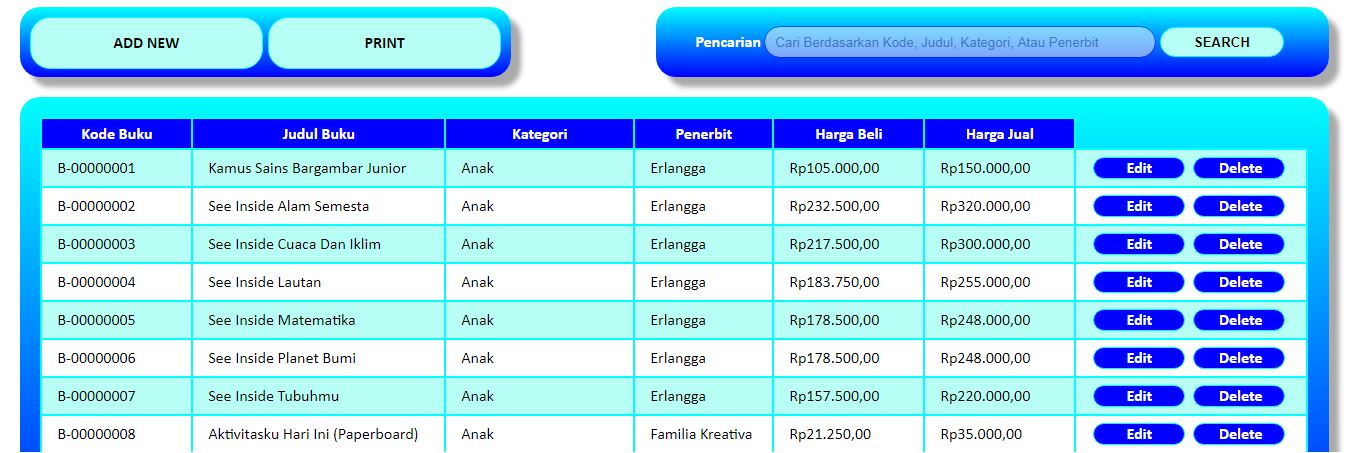 ADD NEW PRINT Pencarian Cari Berdasarkan Kode, Judul, Kategori, Atau Penerbit SEARCH
Kode Buku Judul Buku Kategori Penerbit Harga Beli Harga Jual
B-00000001 Kamus Sains Bargambar Junior Anak Erlangga Rp105.000,00 Rp150.000,00 Edit Delete
B-00000002 See Inside Alam Semesta Anak Erlangga Rp232.500,00 Rp320.000,00 Edit Delete
B-00000003 See Inside Cuaca Dan Iklim Anak Erlangga Rp217.500,00 Rp300.000,00 Edit Delete
B-00000004 See Inside Lautan Anak Erlangga Rp183.750,00 Rp255.000,00 Edit Delete
B-00000005 See Inside Matematika Anak Erlangga Rp178.500,00 Rp248.000,00 Edit Delete
B-00000006 See Inside Planet Bumi Anak Erlangga Rp178.500,00 Rp248.000,00 Edit Delete
B-00000007 See Inside Tubuhmu Anak Erlangga Rp157.500,00 Rp220.000,00 Edit Delete
B-00000008 Aktivitasku Hari Ini (Paperboard) Anak Familia Kreativa Rp21.250,00 Rp35.000,00 Edit Delete